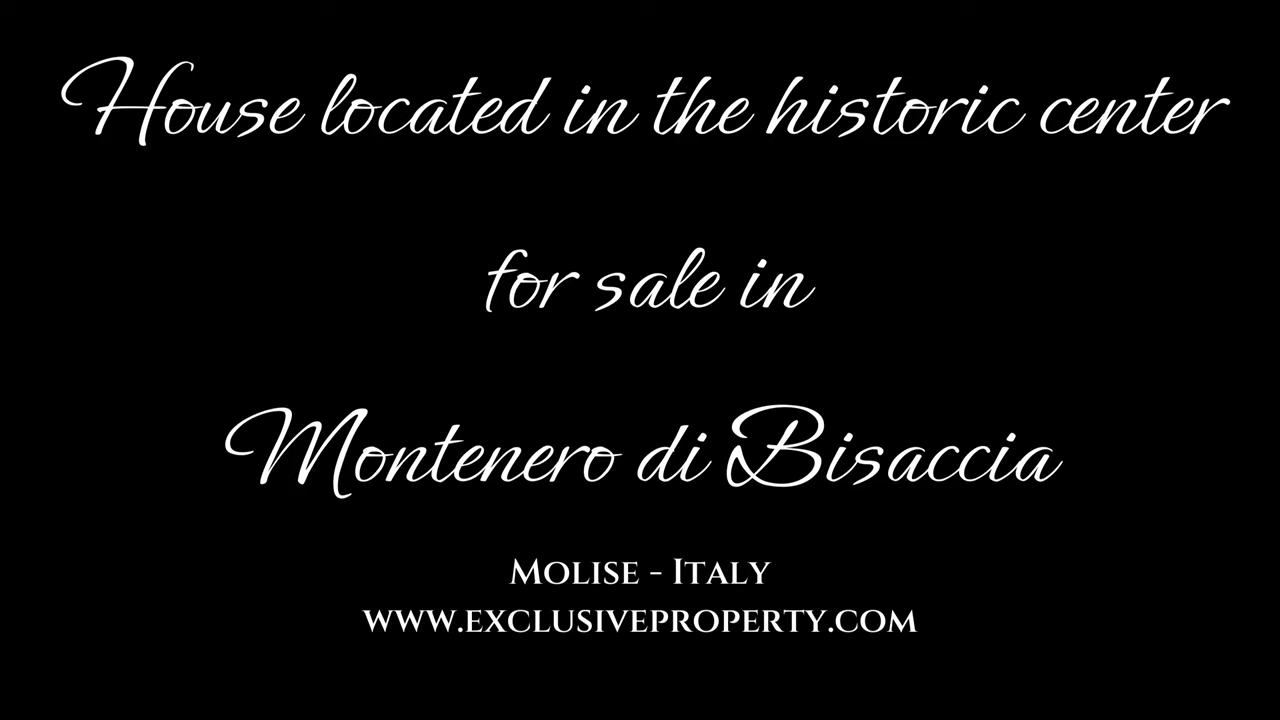 House located in the historic center
for sale in
Montenero di Bisaccia
Molise - Italy
www.exclusiveproperty.com